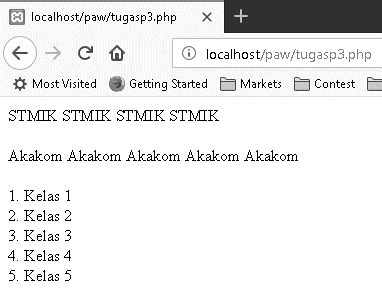 localhost/paw/tugasp3.php
localhost/paw/tugasp3.php
Most Visited Getting Started Markets Contest
STMIK STMIK STMIK STMIK
Akakom Akakom Akakom Akakom Akakom
1. Kelas 1
2. Kelas 2
3. Kelas 3
4. Kelas 4
5. Kelas 5